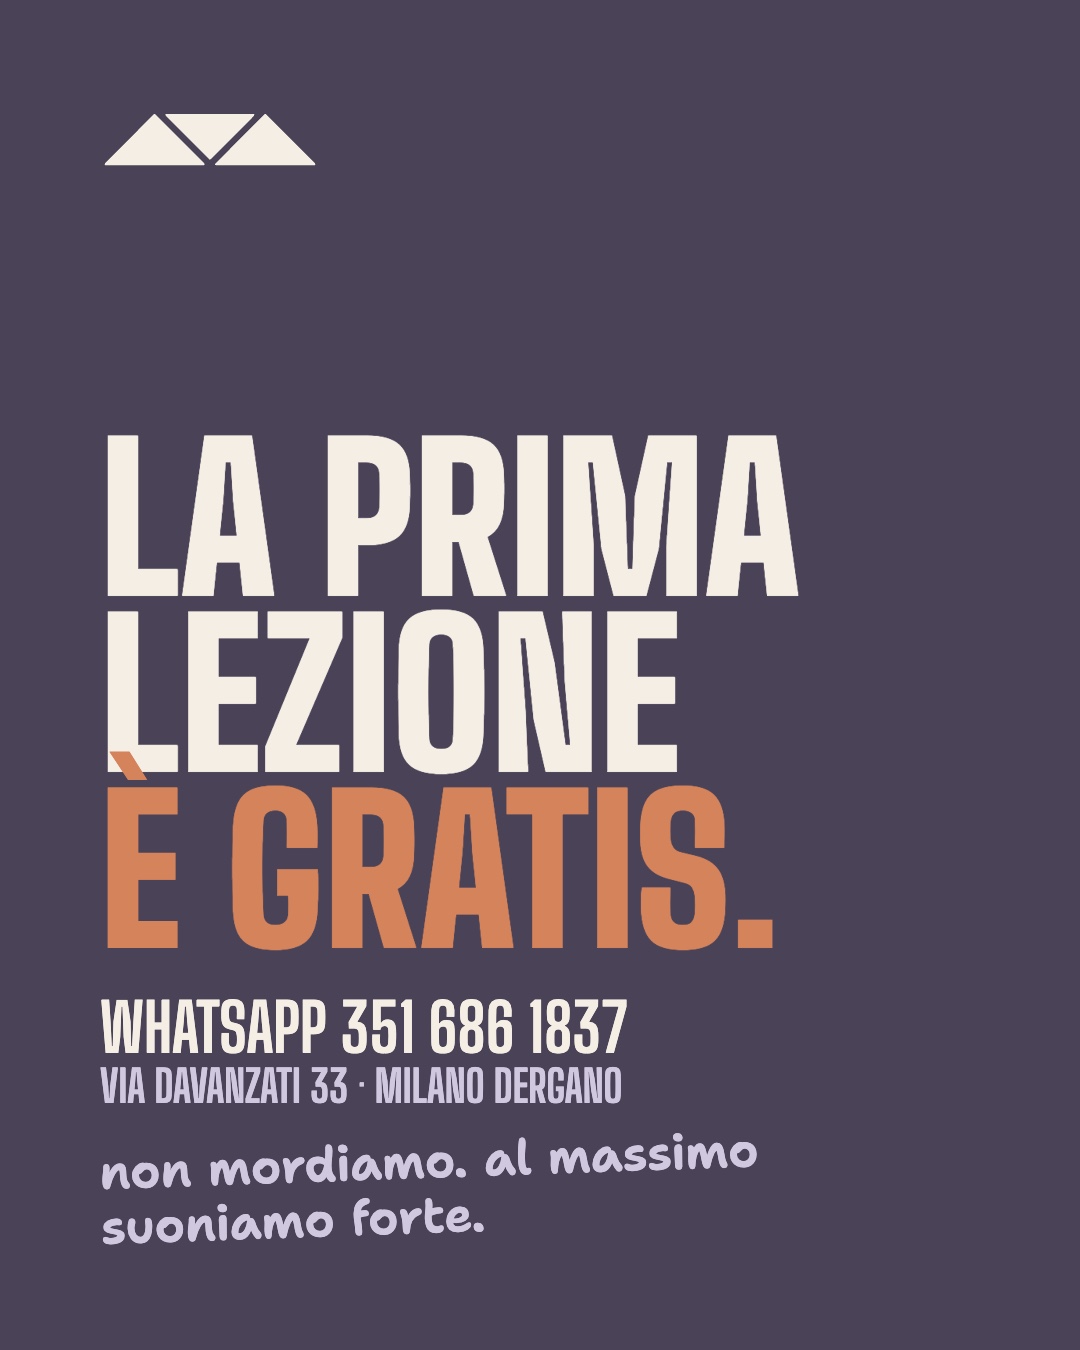 LA PRIMA
LEZIONE
È GRATIS.
WHATSAPP 351 686 1837
VIA DAVANZATI 33 · MILANO DERGANO
non mordiamo. al massimo
suoniamo forte.